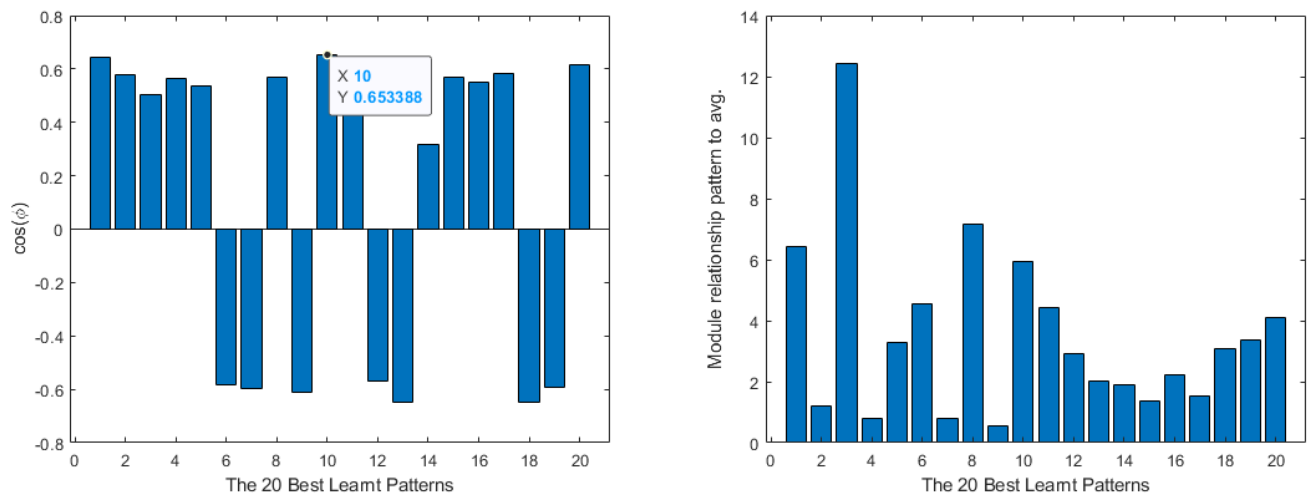 0.8
0.6
0.4
0.2
0
-0.2
-0.4
-0.6
-0.8
cos(ϕ)
X 10
Y 0.653388
0 2 4 6 8 10 12 14 16 18 20
The 20 Best Learnt Patterns
14
12
10
8
6
4
2
0
Module relationship pattern to avg.
0 2 4 6 8 10 12 14 16 18 20
The 20 Best Learnt Patterns